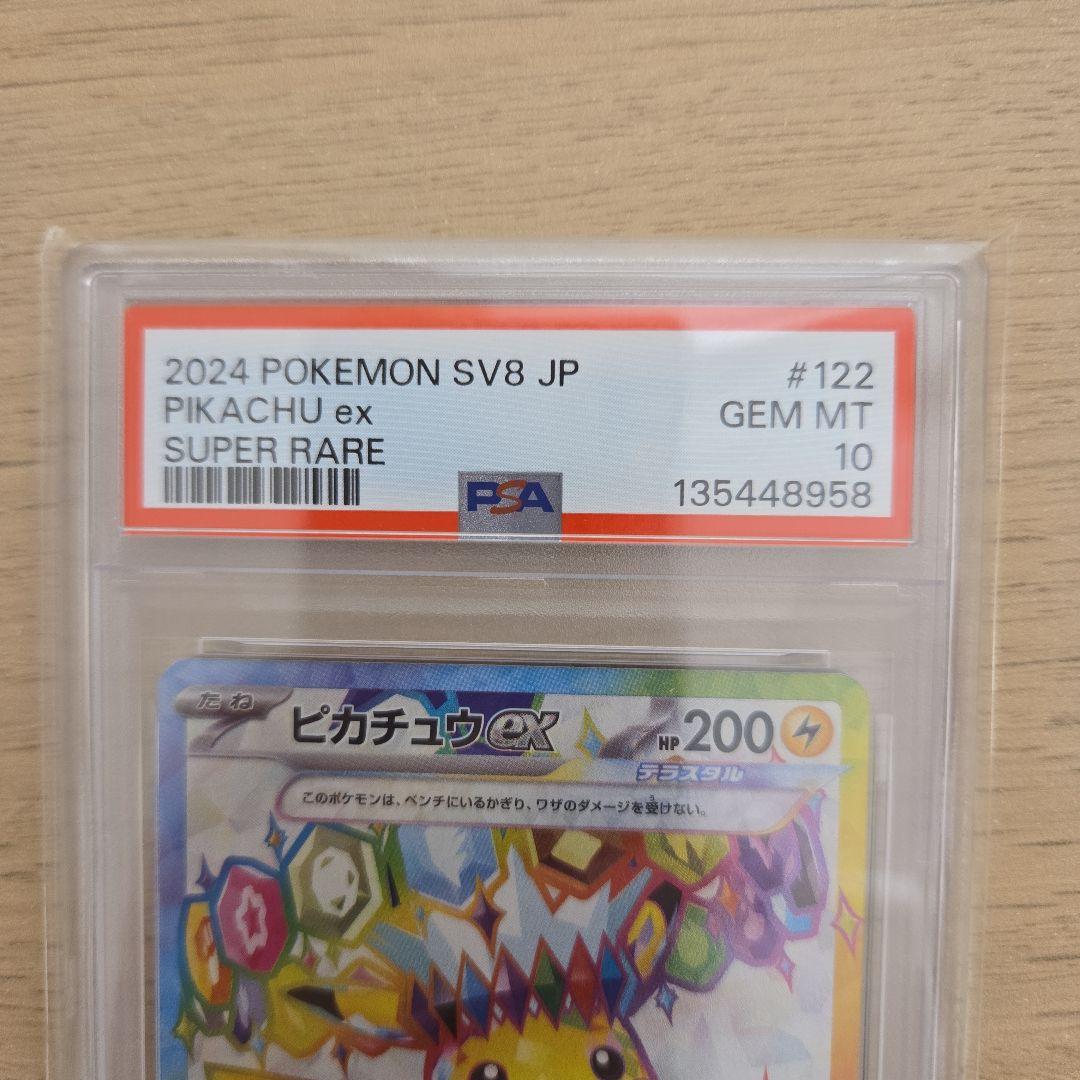 2024 POKEMON SV8 JP #122
PIKACHU ex GEM MT
SUPER RARE 10
PSA 135448958
たね ピカチュウex HP200
テラスタル
このポケモンは、ベンチにいるかぎり、ワザのダメージを受けない。